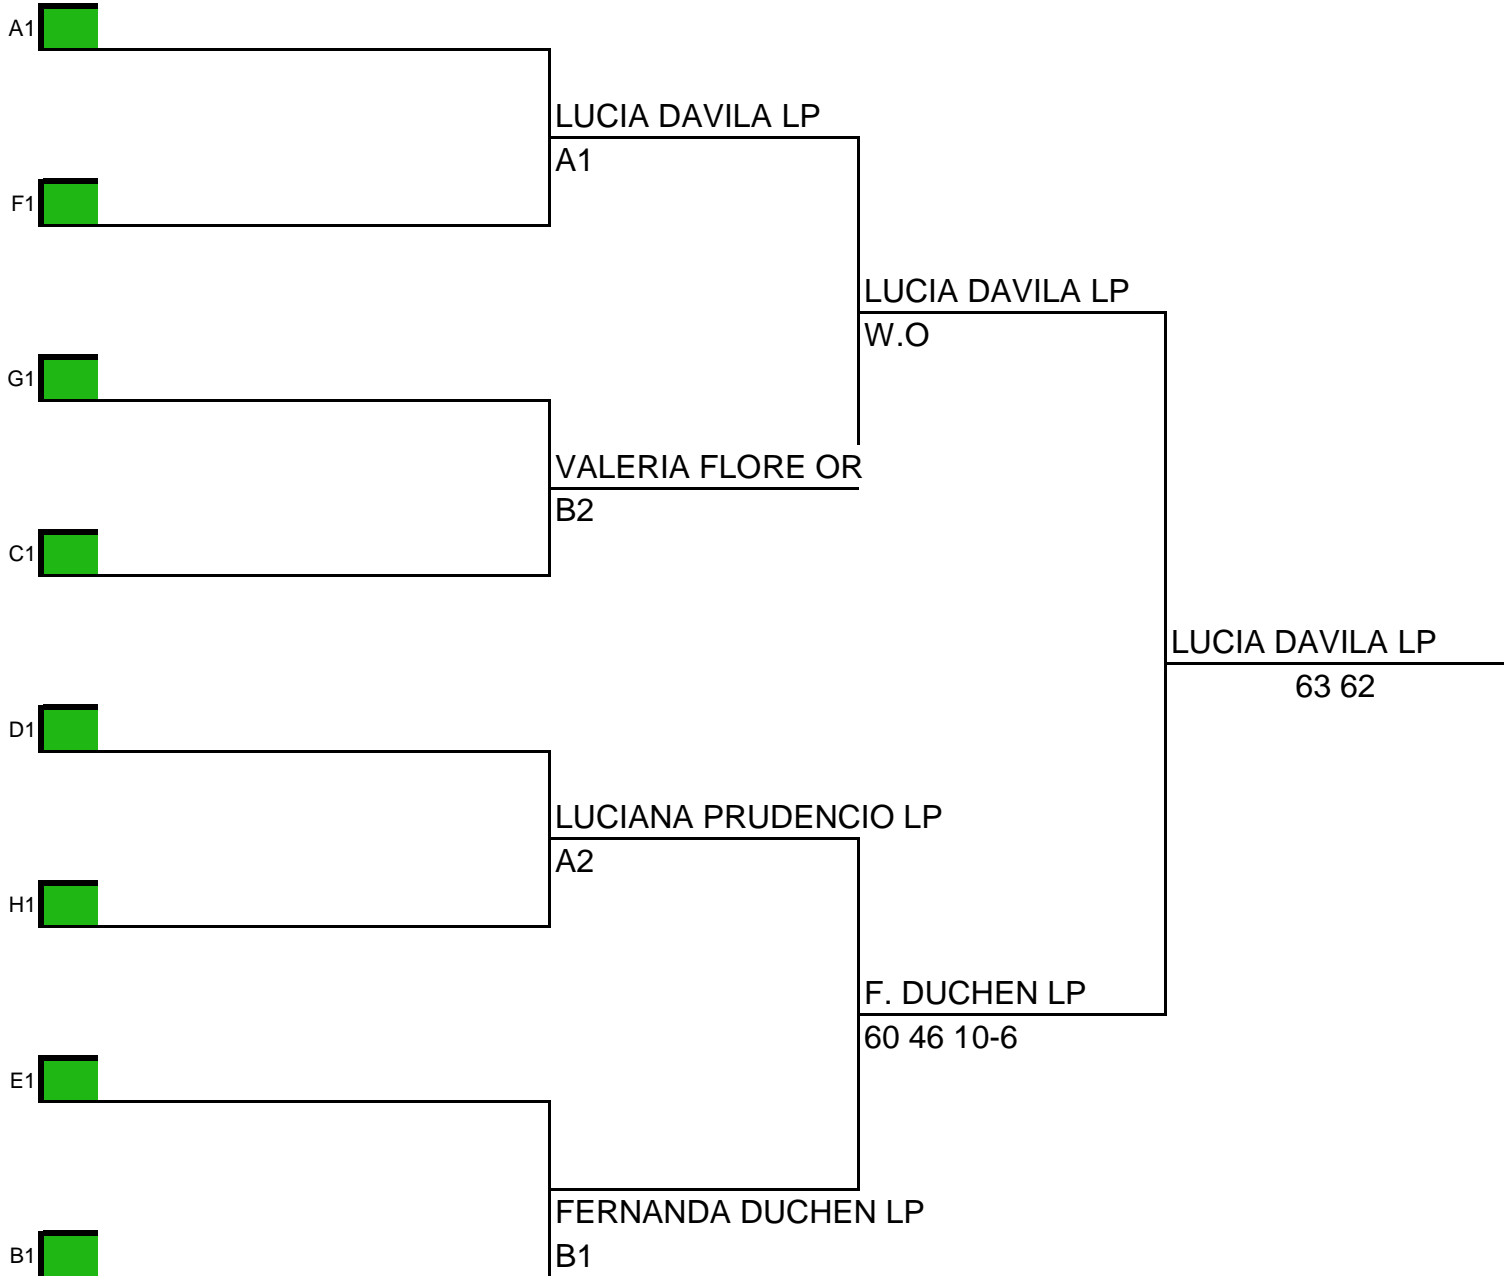 A1
LUCIA DAVILA LP
A1
F1
LUCIA DAVILA LP
W.O
G1
VALERIA FLORE OR
B2
C1
LUCIA DAVILA LP
63 62
D1
LUCIANA PRUDENCIO LP
A2
H1
F. DUCHEN LP
60 46 10-6
E1
FERNANDA DUCHEN LP
B1
B1